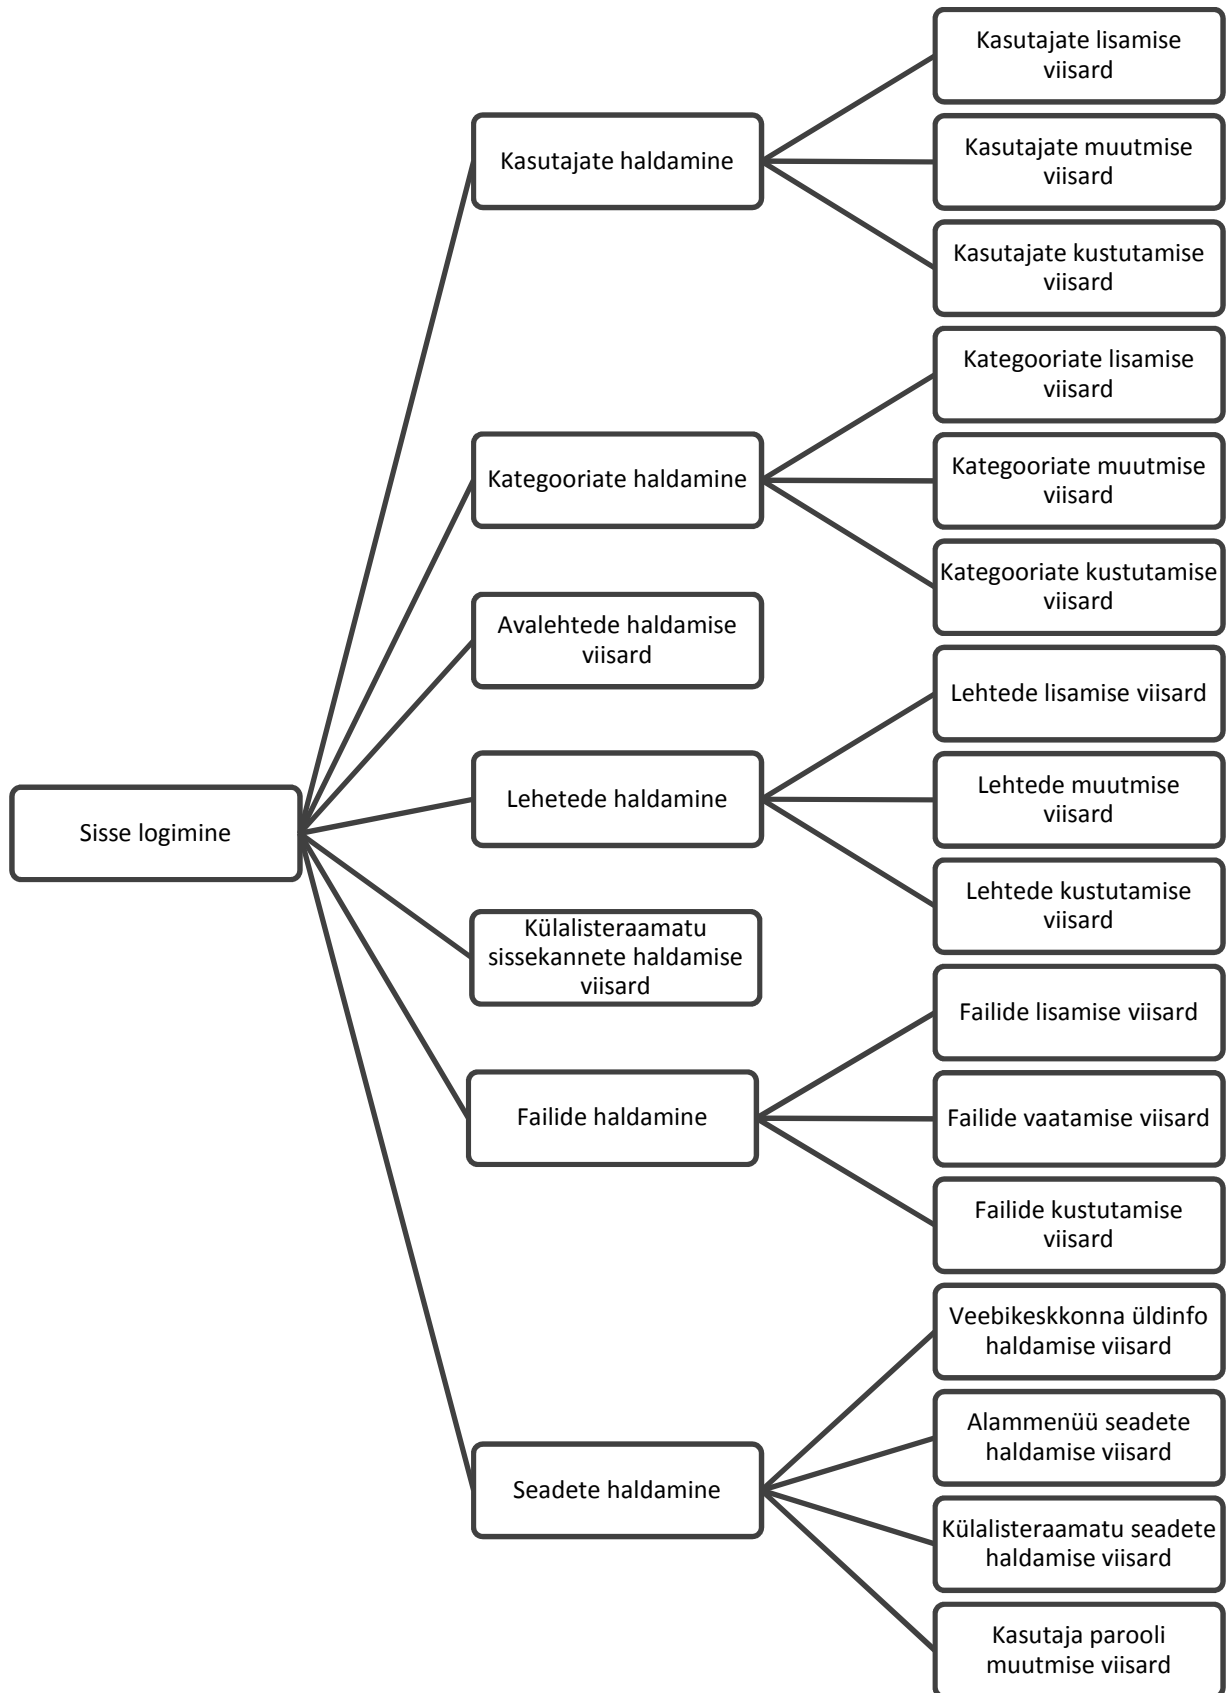 Sisse logimine
Kasutajate haldamine
Kasutajate lisamise
viisard
Kasutajate muutmise
viisard
Kasutajate kustutamise
viisard
Kategooriate haldamine
Kategooriate lisamise
viisard
Kategooriate muutmise
viisard
Kategooriate kustutamise
viisard
Avalehtede haldamise
viisard
Lehetede haldamine
Lehtede lisamise viisard
Lehtede muutmise
viisard
Lehtede kustutamise
viisard
Külalisteraamatu
sissekannete haldamise
viisard
Failide haldamine
Failide lisamise viisard
Failide vaatamise viisard
Failide kustutamise
viisard
Seadete haldamine
Veebikeskkonna üldinfo
haldamise viisard
Alammenüü seadete
haldamise viisard
Külalisteraamatu seadete
haldamise viisard
Kasutaja parooli
muutmise viisard